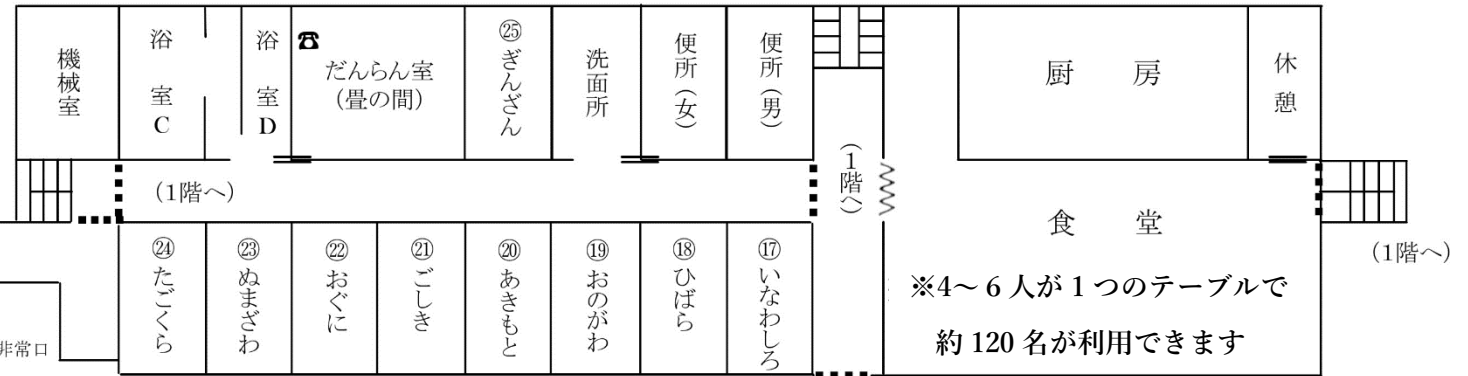 機械室
浴室C
浴室D
☎
だんらん室
(畳の間)
㉕ぎんざん
洗面所
便所(女)
便所(男)
厨房
休憩
(1階へ)
(1階へ)
食堂
(1階へ)
※4～6人が1つのテーブルで
約120名が利用できます
㉔たごくら
㉓ぬまざわ
㉒おぐに
㉑ごしき
⑳あきもと
⑲おのがわ
⑱ひばら
⑰いなわしろ
非常口